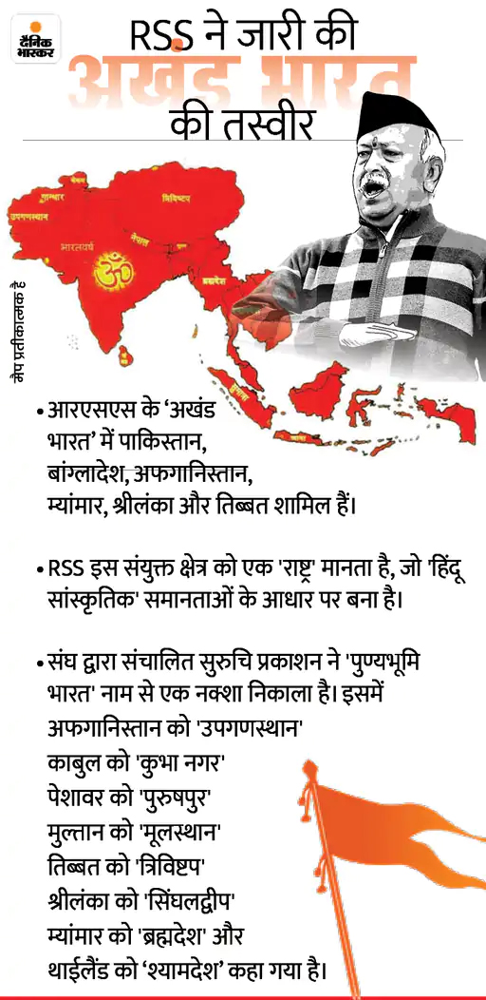 दैनिक
भास्कर
RSS ने जारी की
अखंड भारत
की तस्वीर
गान्धार
उपगणस्थान
त्रिविष्टप
नेपाल
भारतवर्ष
ॐ
ब्रह्मदेश
मैप प्रतीकात्मक है
• आरएसएस के ‘अखंड
भारत’ में पाकिस्तान,
बांग्लादेश, अफगानिस्तान,
म्यांमार, श्रीलंका और तिब्बत शामिल हैं।
• RSS इस संयुक्त क्षेत्र को एक 'राष्ट्र' मानता है, जो 'हिंदू
सांस्कृतिक' समानताओं के आधार पर बना है।
• संघ द्वारा संचालित सुरुचि प्रकाशन ने 'पुण्यभूमि
भारत' नाम से एक नक्शा निकाला है। इसमें
अफगानिस्तान को 'उपगणस्थान'
काबुल को 'कुभा नगर'
पेशावर को 'पुरुषपुर'
मुल्तान को 'मूलस्थान'
तिब्बत को 'त्रिविष्टप'
श्रीलंका को 'सिंघलद्वीप'
म्यांमार को 'ब्रह्मदेश' और
थाईलैंड को ‘श्यामदेश’ कहा गया है।